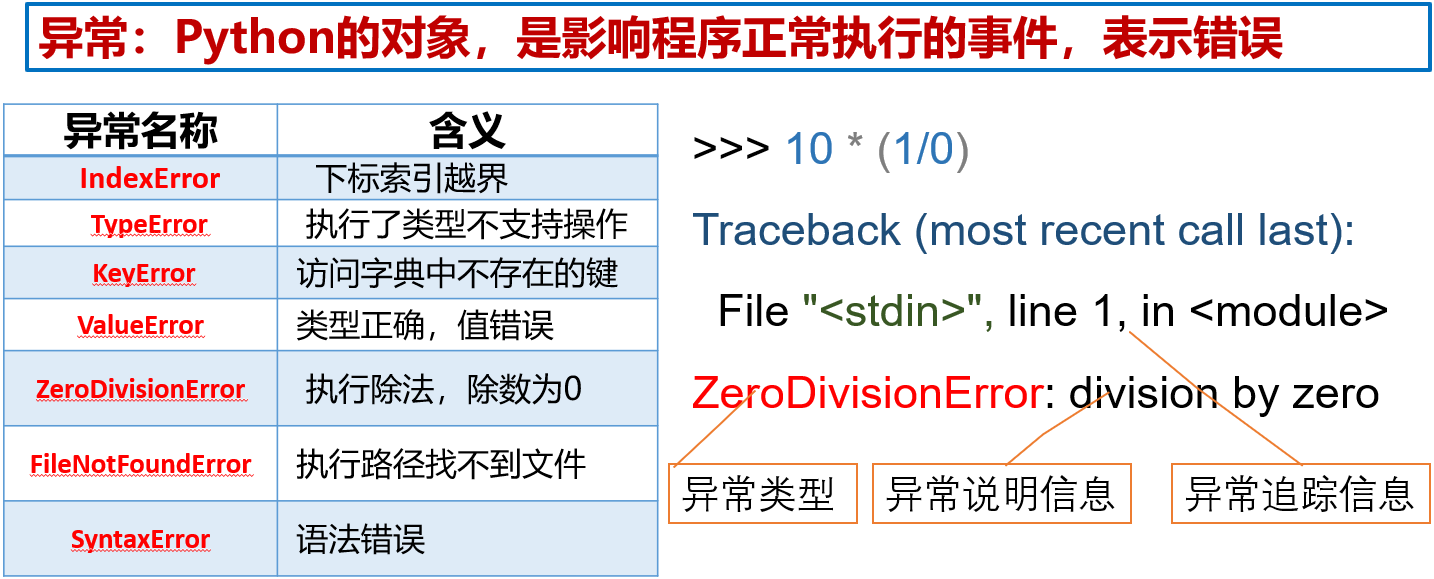 异常：Python的对象，是影响程序正常执行的事件，表示错误
异常名称 含义
IndexError 下标索引越界
TypeError 执行了类型不支持操作
KeyError 访问字典中不存在的键
ValueError 类型正确，值错误
ZeroDivisionError 执行除法，除数为0
FileNotFoundError 执行路径找不到文件
SyntaxError 语法错误
>>> 10 * (1/0)
Traceback (most recent call last):
File "<stdin>", line 1, in <module>
ZeroDivisionError: division by zero
异常类型 异常说明信息 异常追踪信息